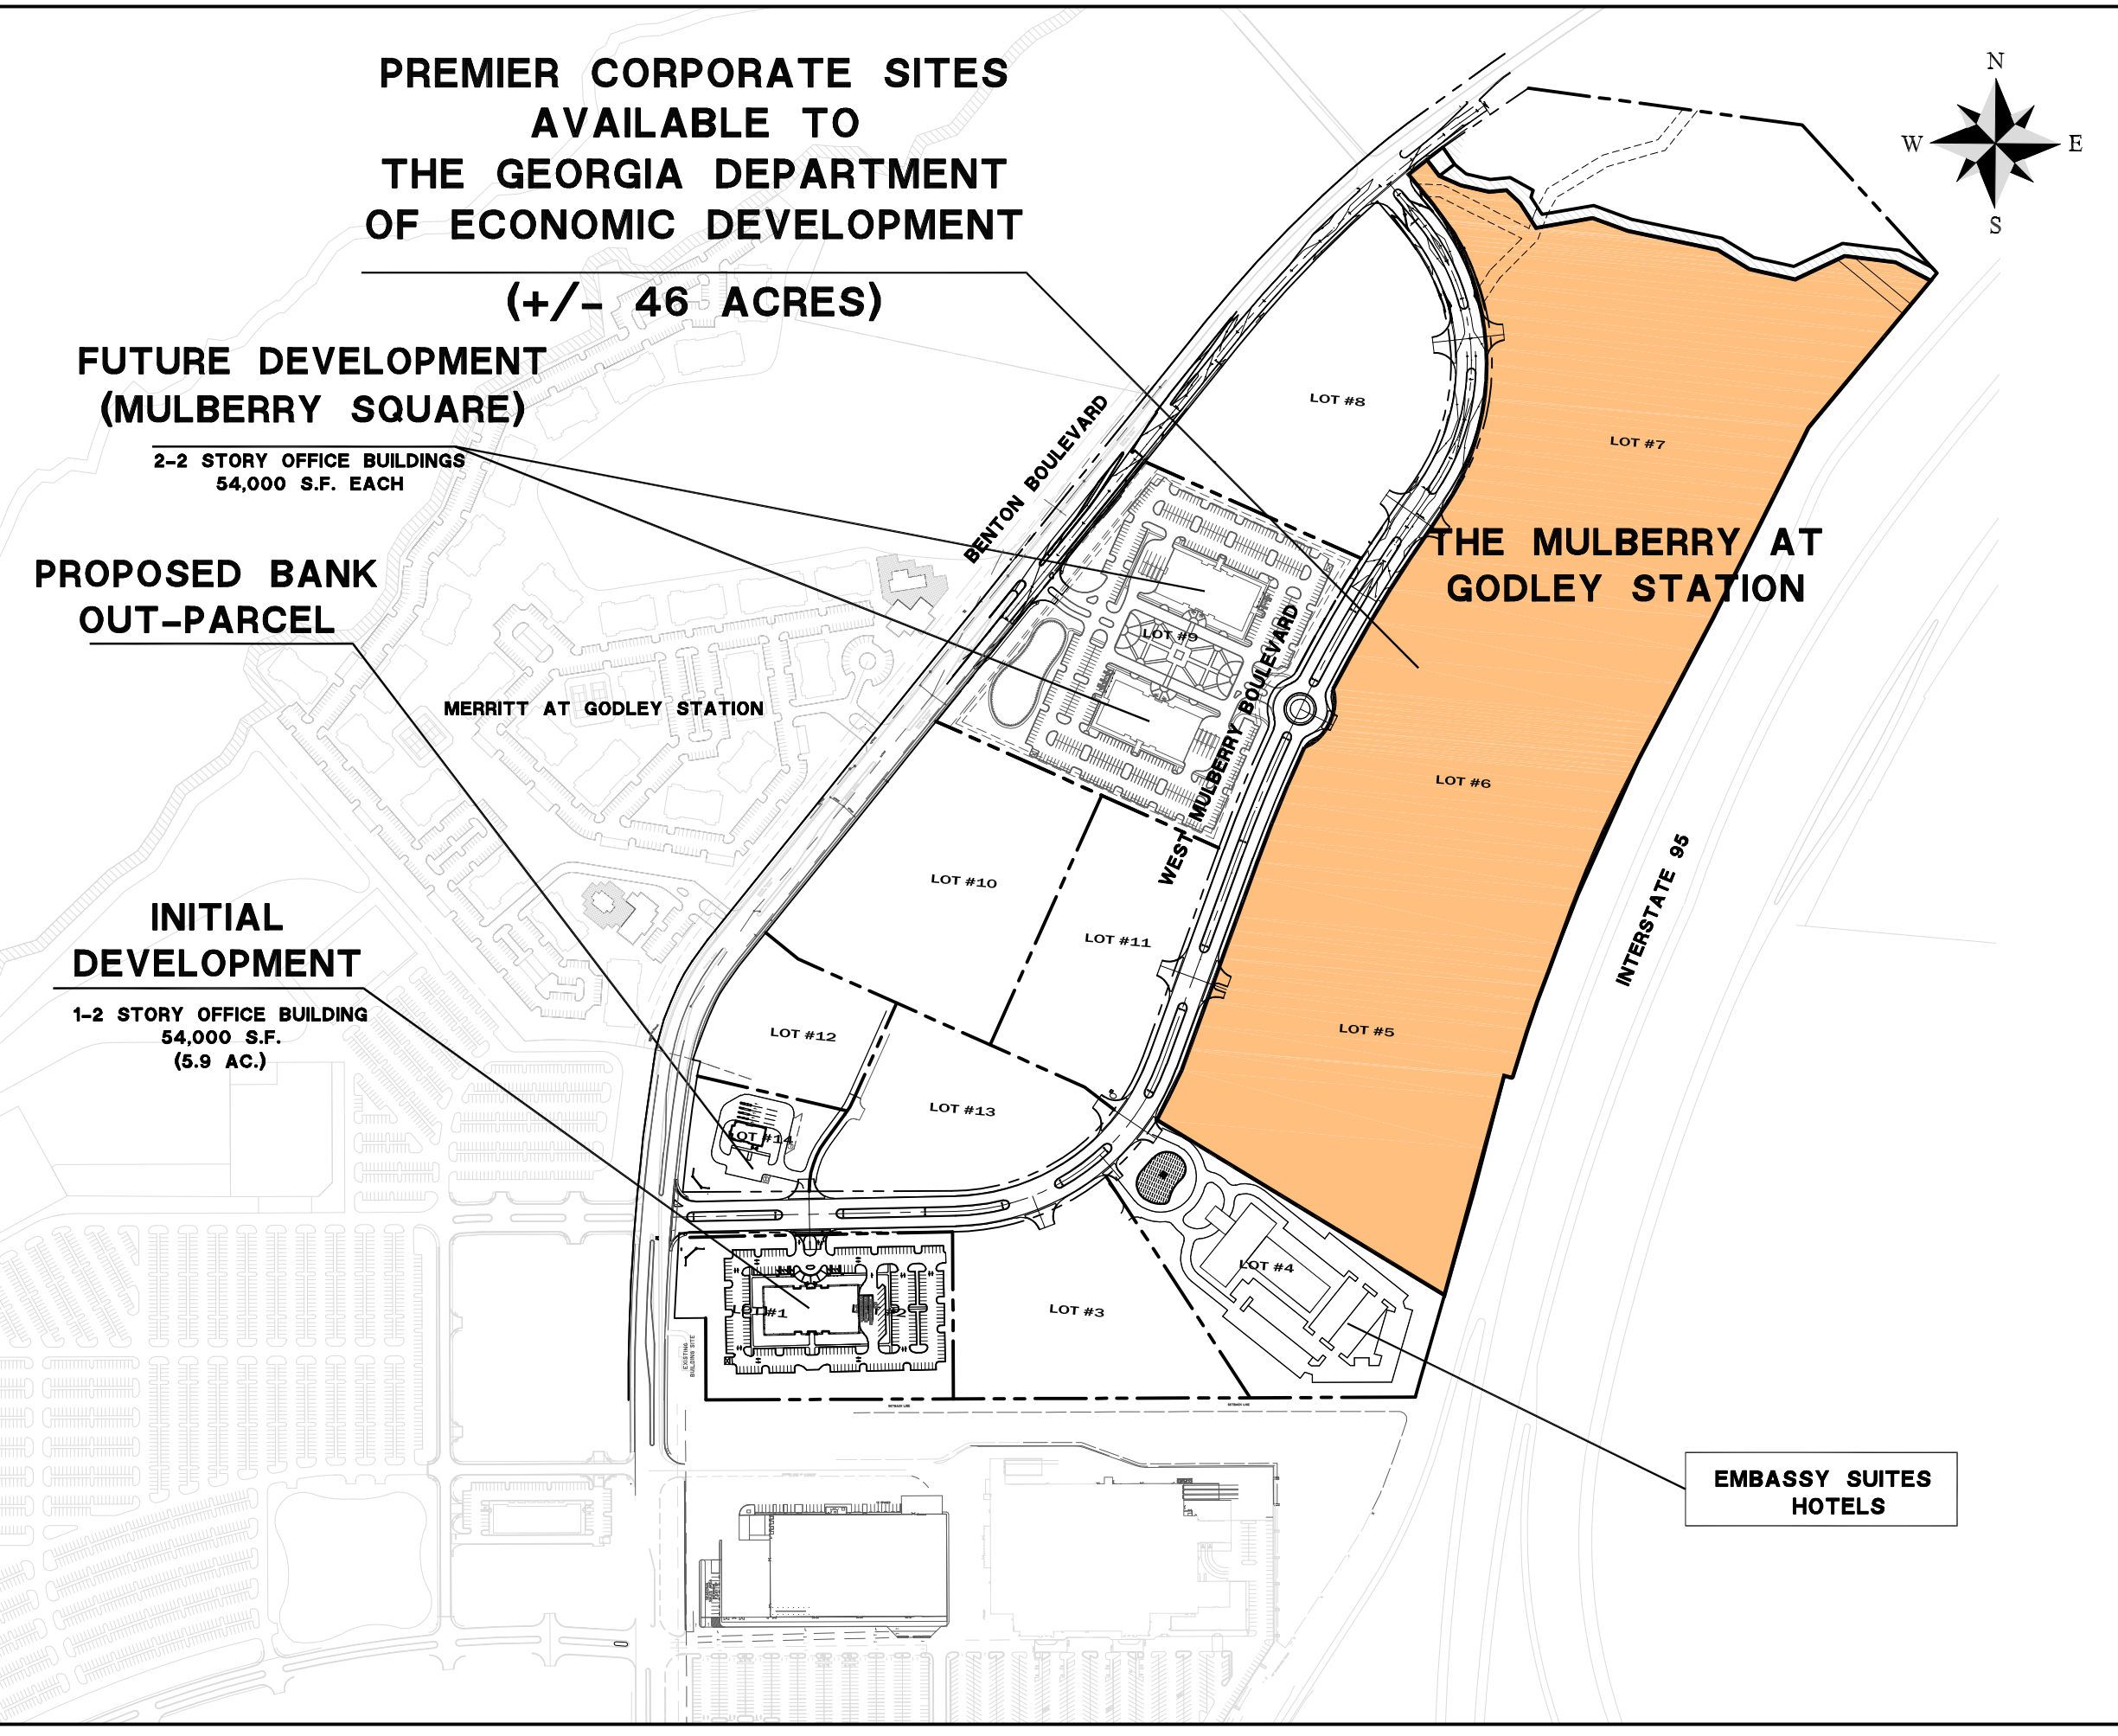 PREMIER CORPORATE SITES
AVAILABLE TO
THE GEORGIA DEPARTMENT
OF ECONOMIC DEVELOPMENT
(+/- 46 ACRES)
N
W
E
S
FUTURE DEVELOPMENT
(MULBERRY SQUARE)
2-2 STORY OFFICE BUILDINGS
54,000 S.F. EACH
PROPOSED BANK
OUT-PARCEL
MERRITT AT GODLEY STATION
INITIAL
DEVELOPMENT
1-2 STORY OFFICE BUILDING
54,000 S.F.
(5.9 AC.)
BENTON BOULEVARD
WEST MULBERRY BOULEVARD
THE MULBERRY AT
GODLEY STATION
INTERSTATE 95
LOT #8
LOT #7
LOT #9
LOT #6
LOT #10
LOT #11
LOT #5
LOT #12
LOT #13
LOT #14
LOT #4
LOT #1
LOT #3
EXISTING
BUILDING SITE
EMBASSY SUITES
HOTELS